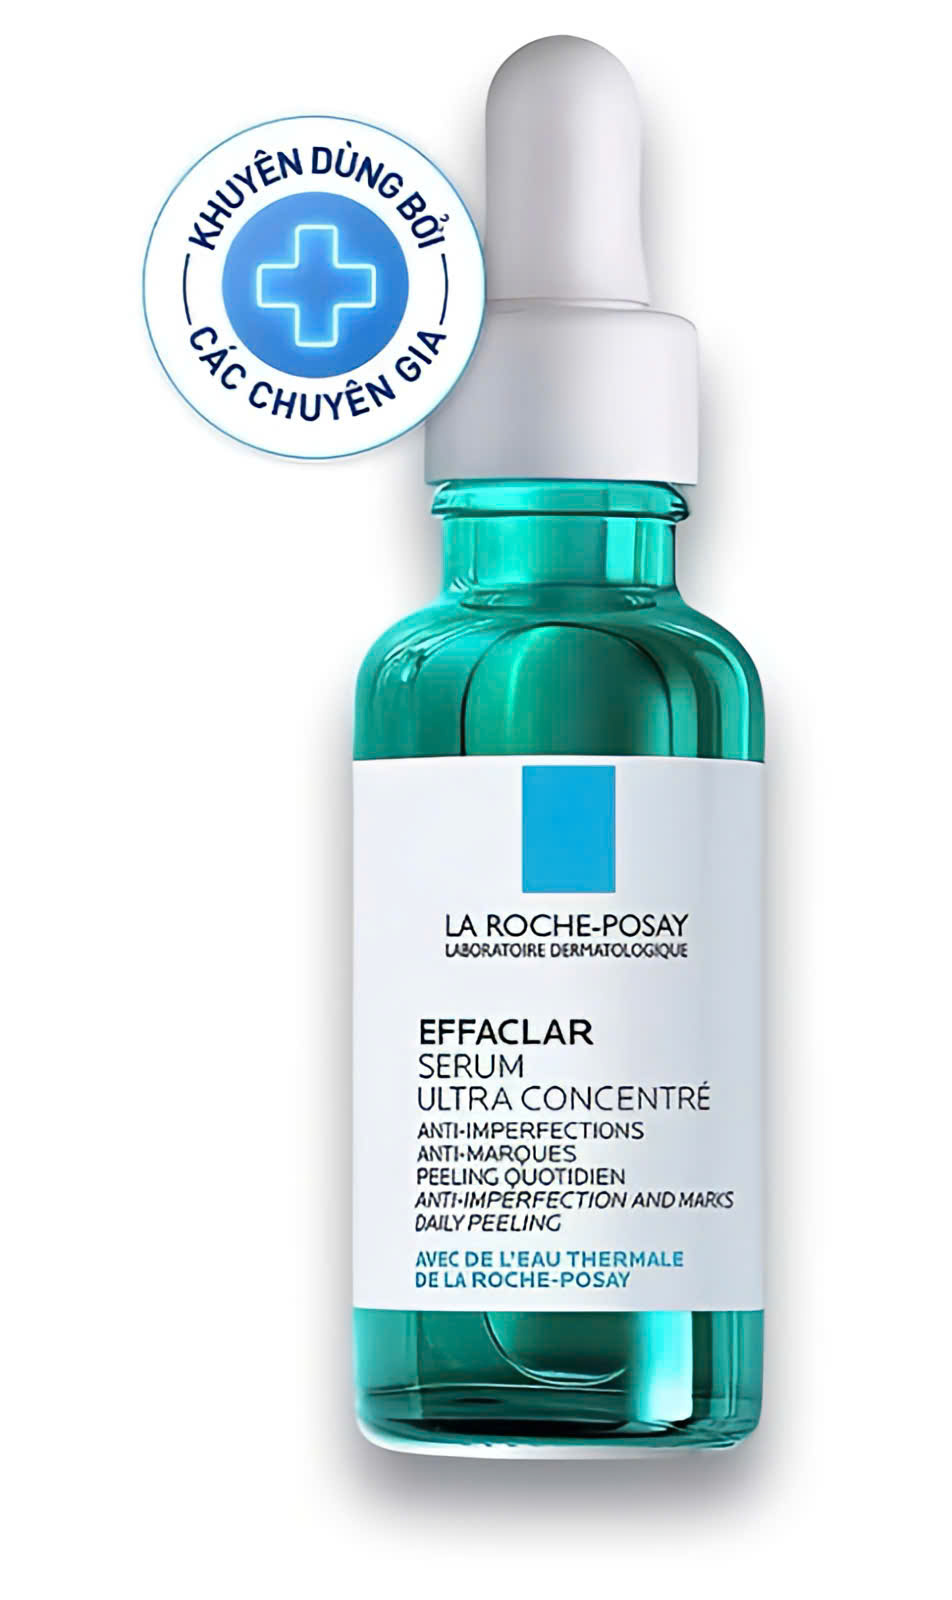 KHUYÊN DÙNG BỞI
CÁC CHUYÊN GIA
LA ROCHE-POSAY
LABORATOIRE DERMATOLOGIQUE
EFFACLAR
SERUM
ULTRA CONCENTRÉ
ANTI-IMPERFECTIONS
ANTI-MARQUES
PEELING QUOTIDIEN
ANTI-IMPERFECTION AND MARKS
DAILY PEELING
AVEC DE L'EAU THERMALE
DE LA ROCHE-POSAY